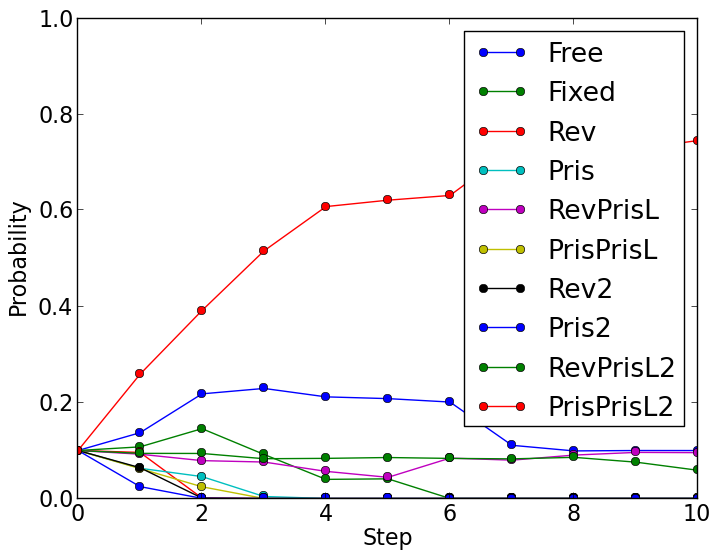 1.0
0.8
0.6
0.4
0.2
0.0
Probability
0 2 4 6 8 10
Step
Free
Fixed
Rev
Pris
RevPrisL
PrisPrisL
Rev2
Pris2
RevPrisL2
PrisPrisL2